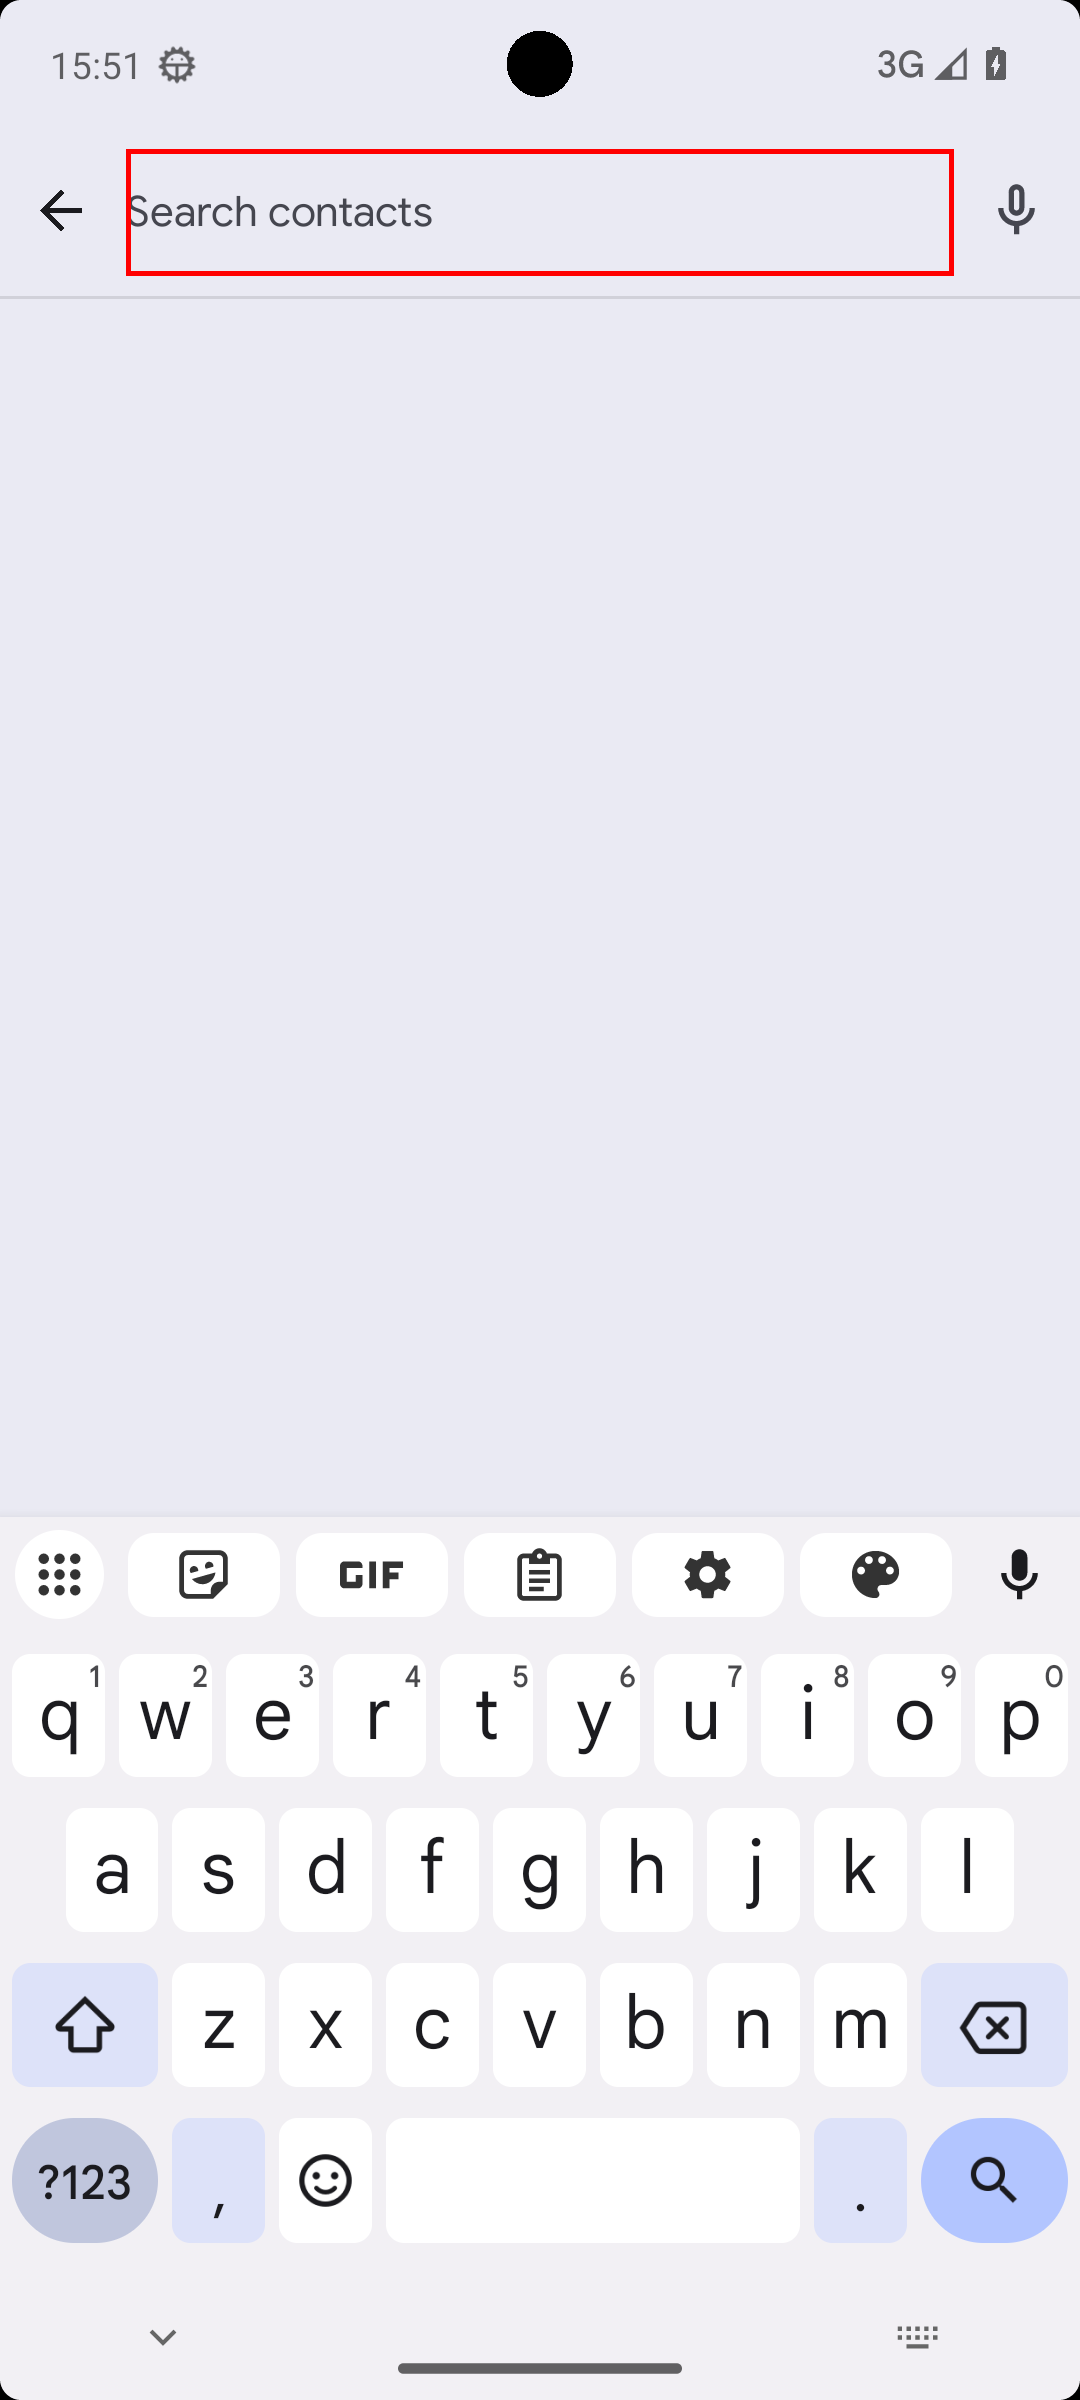 15:51 3G
Search contacts
GIF
1 2 3 4 5 6 7 8 9 0
q w e r t y u i o p
a s d f g h j k l
z x c v b n m
?123 , .